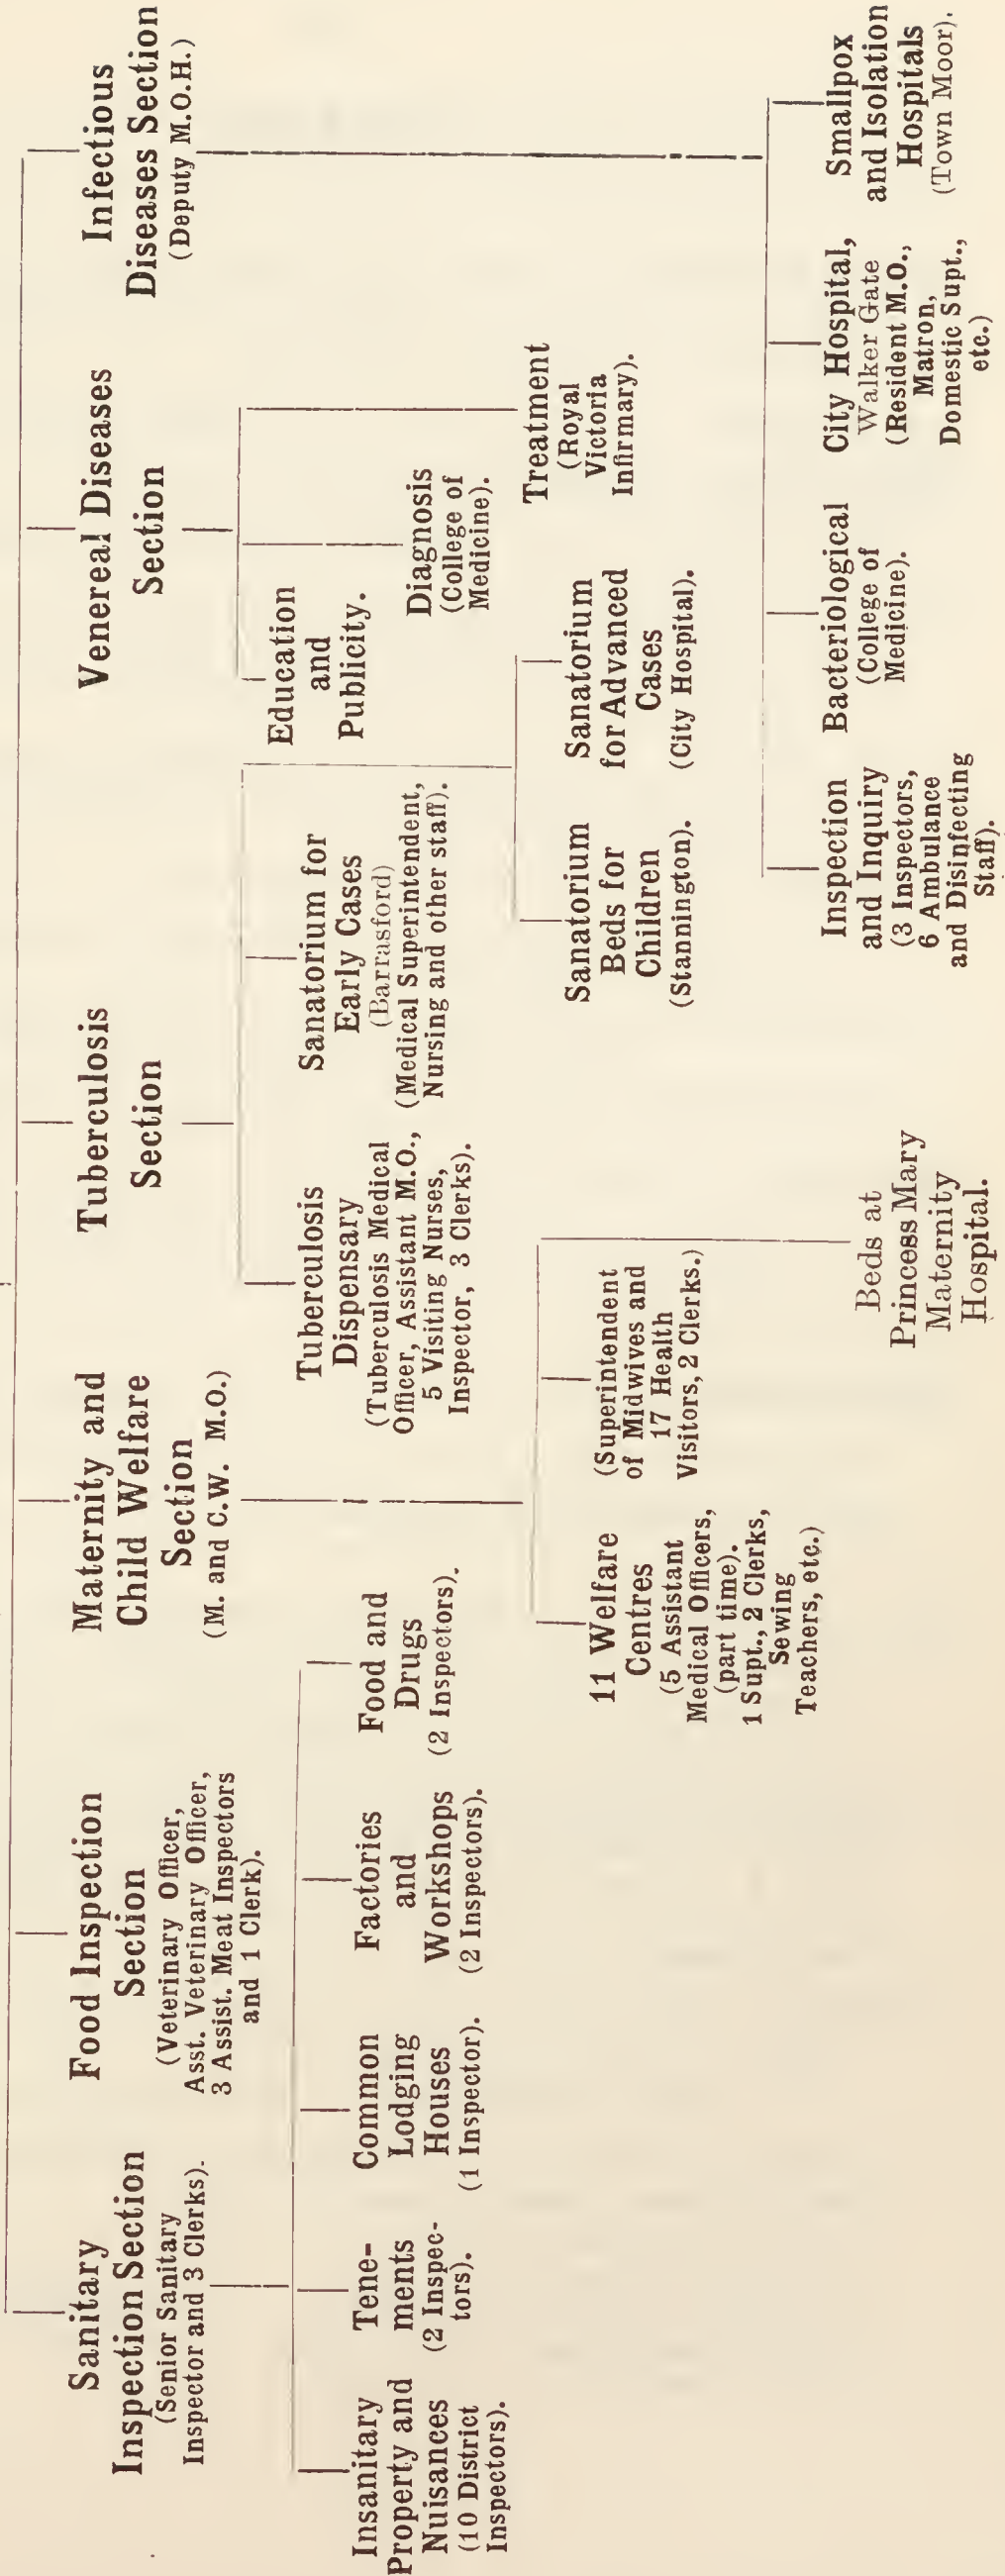 Sanitary
Inspection Section
(Senior Sanitary
Inspector and 3 Clerks).
Food Inspection
Section
(Veterinary Officer,
Asst. Veterinary Officer,
3 Assist. Meat Inspectors
and 1 Clerk).
Maternity and
Child Welfare
Section
(M. and C.W. M.O.)
Tuberculosis
Section
Venereal Diseases
Section
Infectious
Diseases Section
(Deputy M.O.H.)
Insanitary
Property and
Nuisances
(10 District
Inspectors).
Tene-
ments
(2 Inspec-
tors).
Common
Lodging
Houses
(1 Inspector).
Factories
and
Workshops
(2 Inspectors).
Food and
Drugs
(2 Inspectors).
11 Welfare
Centres
(5 Assistant
Medical Officers,
(part time).
1 Supt., 2 Clerks,
Sewing
Teachers, etc.)
(Superintendent
of Midwives and
17 Health
Visitors, 2 Clerks.)
Beds at
Princess Mary
Maternity
Hospital.
Tuberculosis
Dispensary
(Tuberculosis Medical
Officer, Assistant M.O.,
5 Visiting Nurses,
Inspector, 3 Clerks).
Sanatorium for
Early Cases
(Barrasford)
(Medical Superintendent,
Nursing and other staff).
Sanatorium
Beds for
Children
(Stannington).
Sanatorium
for Advanced
Cases
(City Hospital).
Education
and
Publicity.
Diagnosis
(College of
Medicine).
Treatment
(Royal
Victoria
Infirmary).
Inspection
and Inquiry
(3 Inspectors,
6 Ambulance
and Disinfecting
Staff).
Bacteriological
(College of
Medicine).
City Hospital,
Walker Gate
(Resident M.O.,
Matron,
Domestic Supt.,
etc.)
Smallpox
and Isolation
Hospitals
(Town Moor).